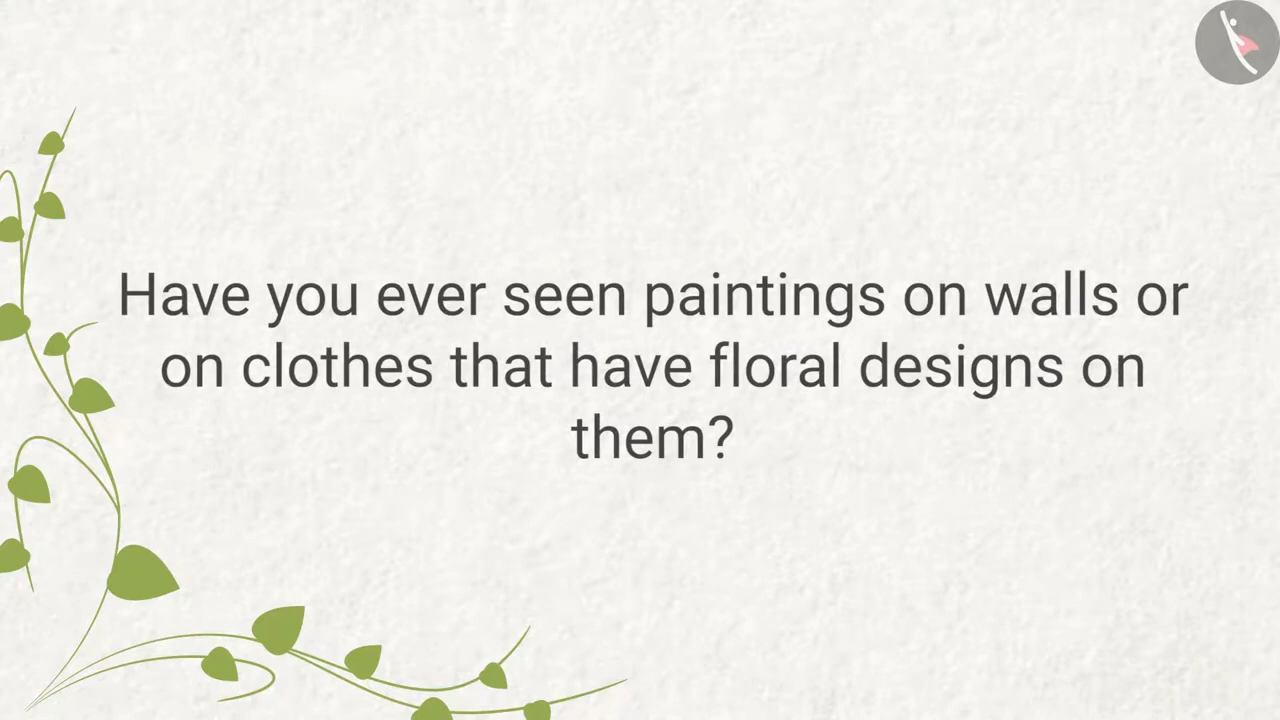 Have you ever seen paintings on walls or
on clothes that have floral designs on
them?